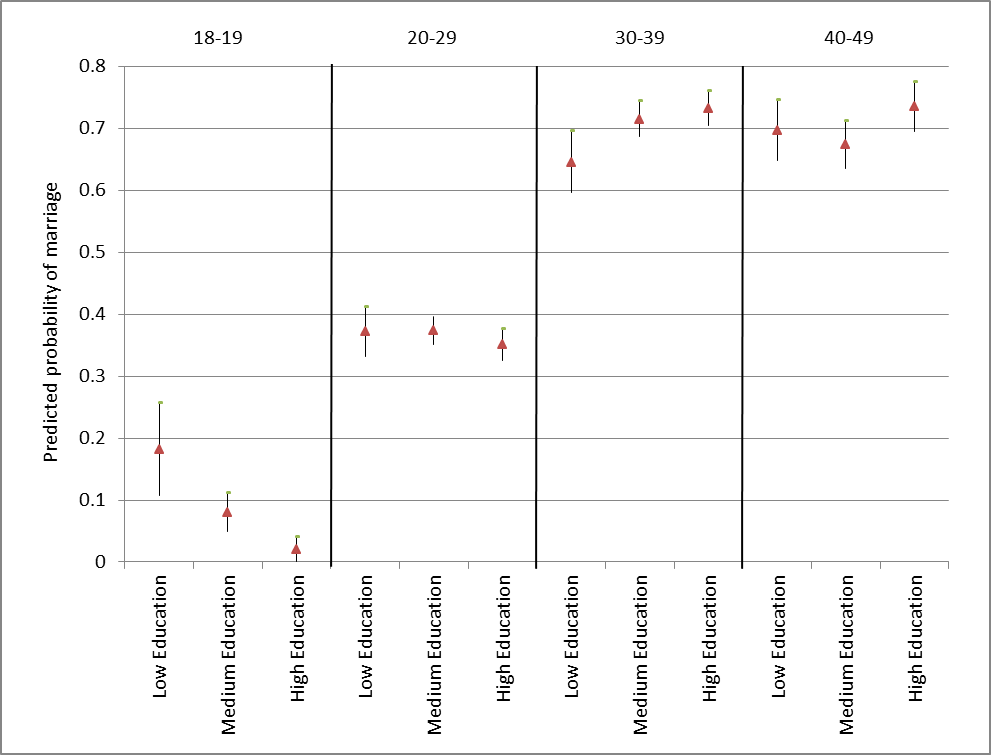 18-19
20-29
30-39
40-49
Predicted probability of marriage
0.8
0.7
0.6
0.5
0.4
0.3
0.2
0.1
0
Low Education
Medium Education
High Education
Low Education
Medium Education
High Education
Low Education
Medium Education
High Education
Low Education
Medium Education
High Education